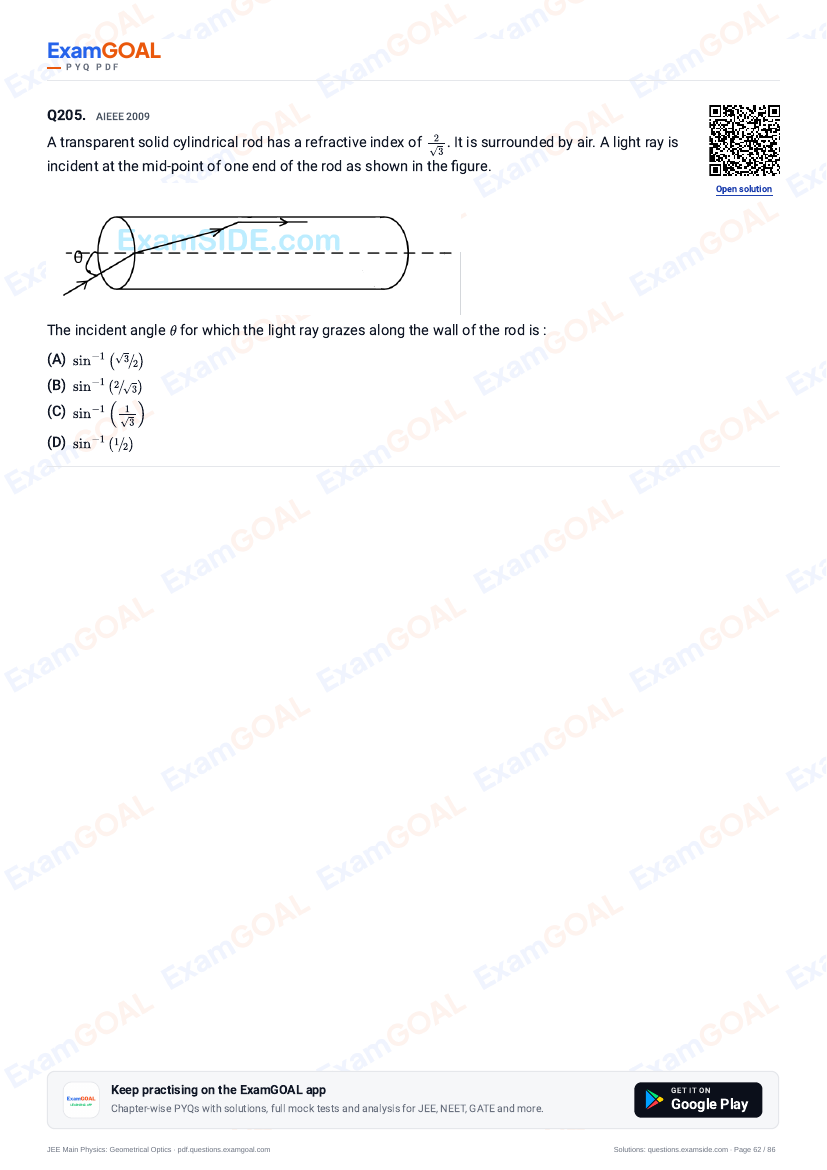 ExamGOAL
PYQ PDF
Q205. AIEEE 2009
A transparent solid cylindrical rod has a refractive index of 2/√3. It is surrounded by air. A light ray is
incident at the mid-point of one end of the rod as shown in the figure.
Open solution
ExamSIDE.com
θ
The incident angle θ for which the light ray grazes along the wall of the rod is :
(A) sin⁻¹ (√3/2)
(B) sin⁻¹ (2/√3)
(C) sin⁻¹ (1/√3)
(D) sin⁻¹ (1/2)
Keep practising on the ExamGOAL app
Chapter-wise PYQs with solutions, full mock tests and analysis for JEE, NEET, GATE and more.
GET IT ON
Google Play
JEE Main Physics: Geometrical Optics · pdf.questions.examgoal.com
Solutions: questions.examside.com · Page 62 / 86